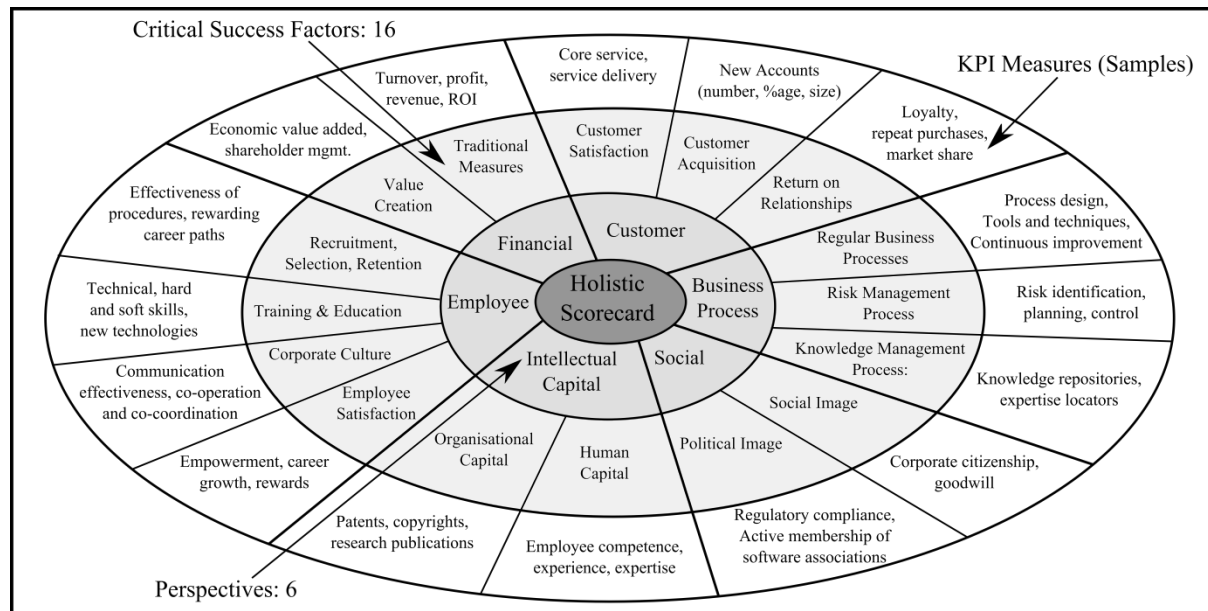 Critical Success Factors: 16
KPI Measures (Samples)
Perspectives: 6
Holistic
Scorecard
Financial
Customer
Business
Process
Social
Intellectual
Capital
Employee
Traditional
Measures
Value
Creation
Customer
Satisfaction
Customer
Acquisition
Return on
Relationships
Regular Business
Processes
Risk Management
Process
Knowledge Management
Process:
Social Image
Political Image
Human
Capital
Organisational
Capital
Employee
Satisfaction
Corporate Culture
Training & Education
Recruitment,
Selection, Retention
Turnover, profit,
revenue, ROI
Economic value added,
shareholder mgmt.
Core service,
service delivery
New Accounts
(number, %age, size)
Loyalty,
repeat purchases,
market share
Process design,
Tools and techniques,
Continuous improvement
Risk identification,
planning, control
Knowledge repositories,
expertise locators
Corporate citizenship,
goodwill
Regulatory compliance,
Active membership of
software associations
Employee competence,
experience, expertise
Patents, copyrights,
research publications
Empowerment, career
growth, rewards
Communication
effectiveness, co-operation
and co-coordination
Technical, hard
and soft skills,
new technologies
Effectiveness of
procedures, rewarding
career paths